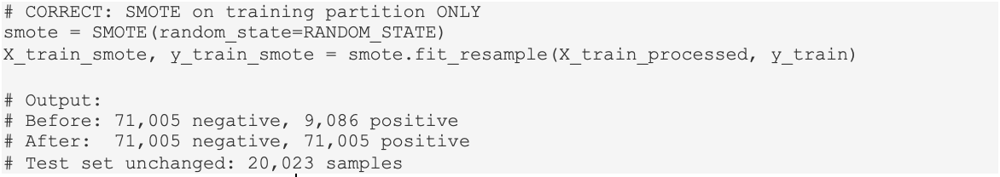 # CORRECT: SMOTE on training partition ONLY
smote = SMOTE(random_state=RANDOM_STATE)
X_train_smote, y_train_smote = smote.fit_resample(X_train_processed, y_train)
# Output:
# Before: 71,005 negative, 9,086 positive
# After:  71,005 negative, 71,005 positive
# Test set unchanged: 20,023 samples